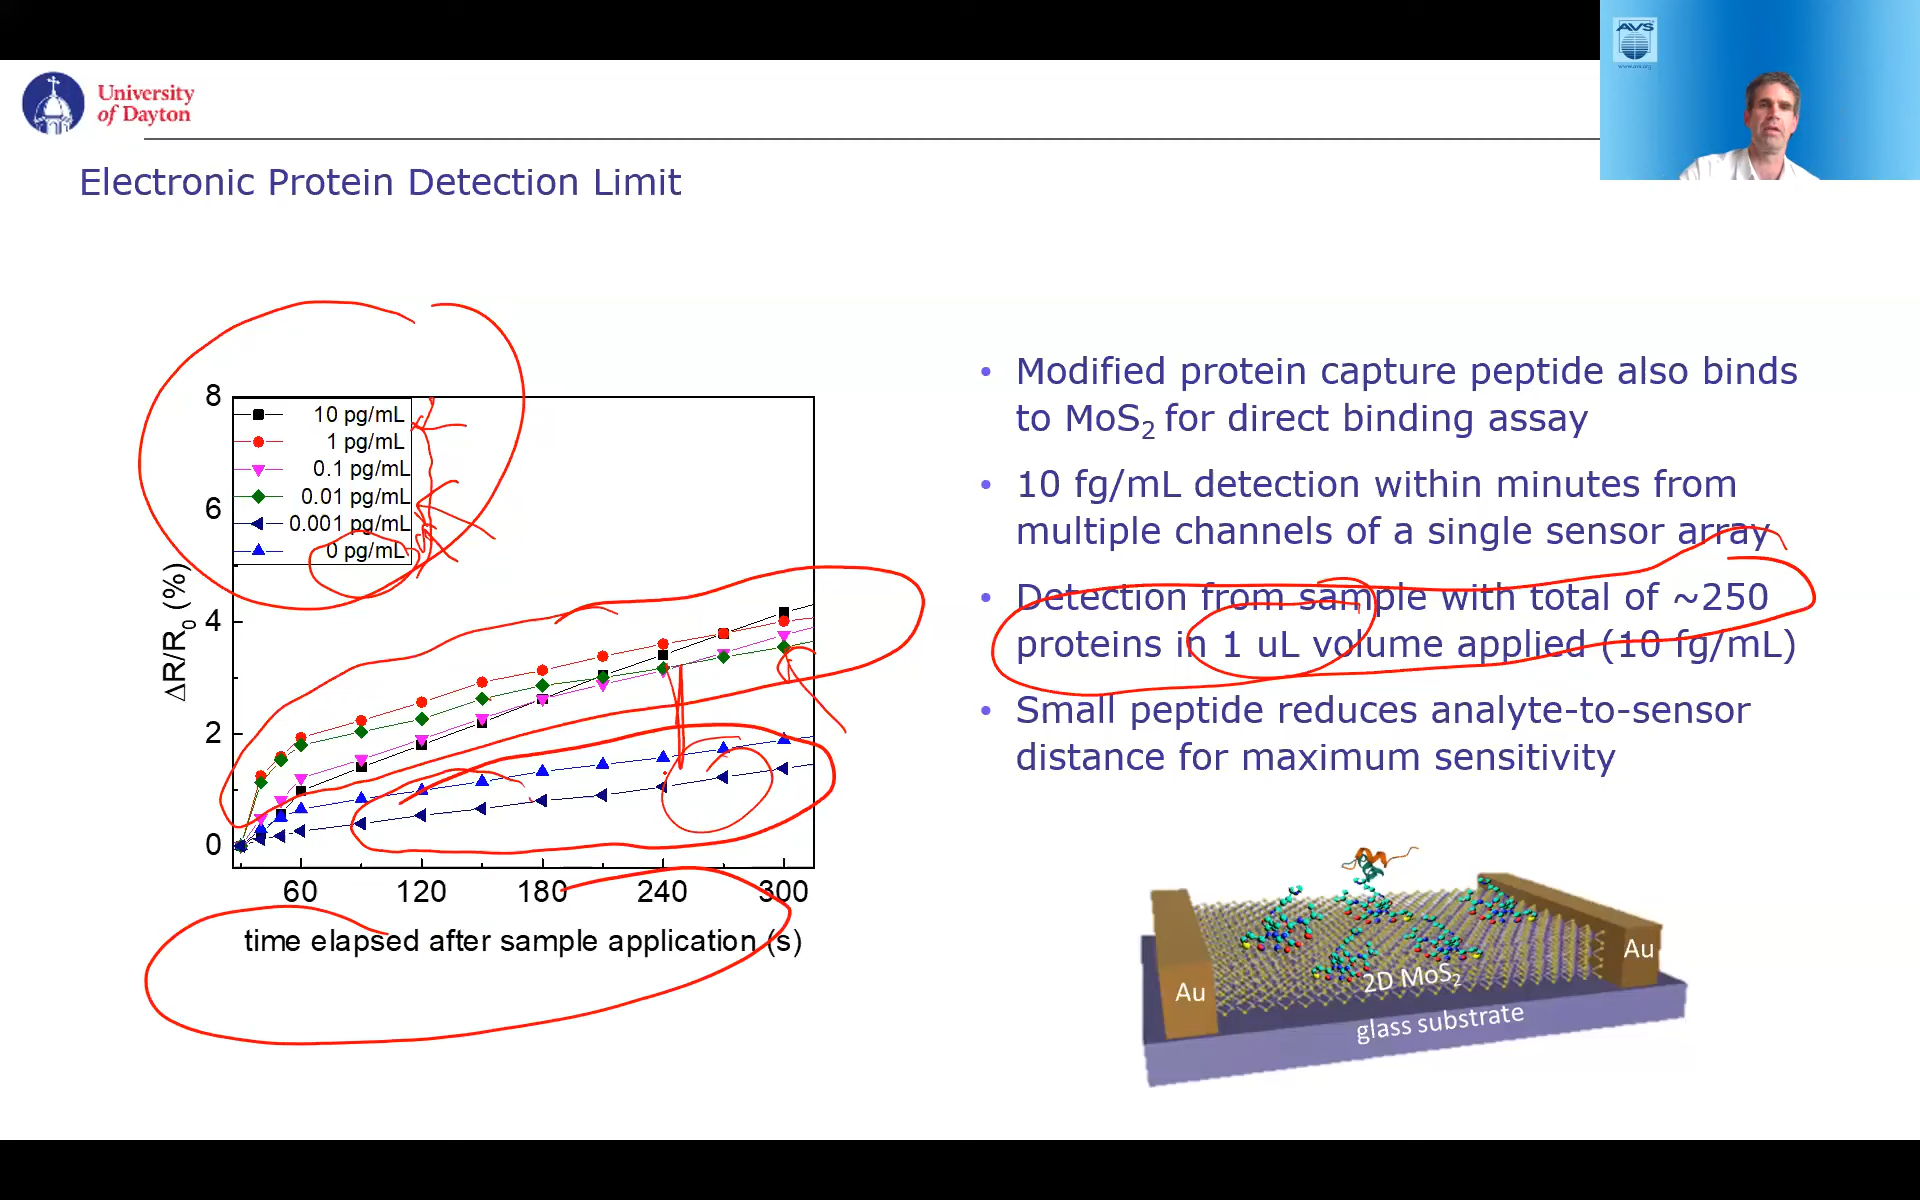 AVS
www.avs.org
University
of Dayton
Electronic Protein Detection Limit
8
6
4
2
0
ΔR/R₀ (%)
10 pg/mL
1 pg/mL
0.1 pg/mL
0.01 pg/mL
0.001 pg/mL
0 pg/mL
60 120 180 240 300
time elapsed after sample application (s)
• Modified protein capture peptide also binds
to MoS₂ for direct binding assay
• 10 fg/mL detection within minutes from
multiple channels of a single sensor array
• Detection from sample with total of ~250
proteins in 1 uL volume applied (10 fg/mL)
• Small peptide reduces analyte-to-sensor
distance for maximum sensitivity
Au
Au
2D MoS₂
glass substrate